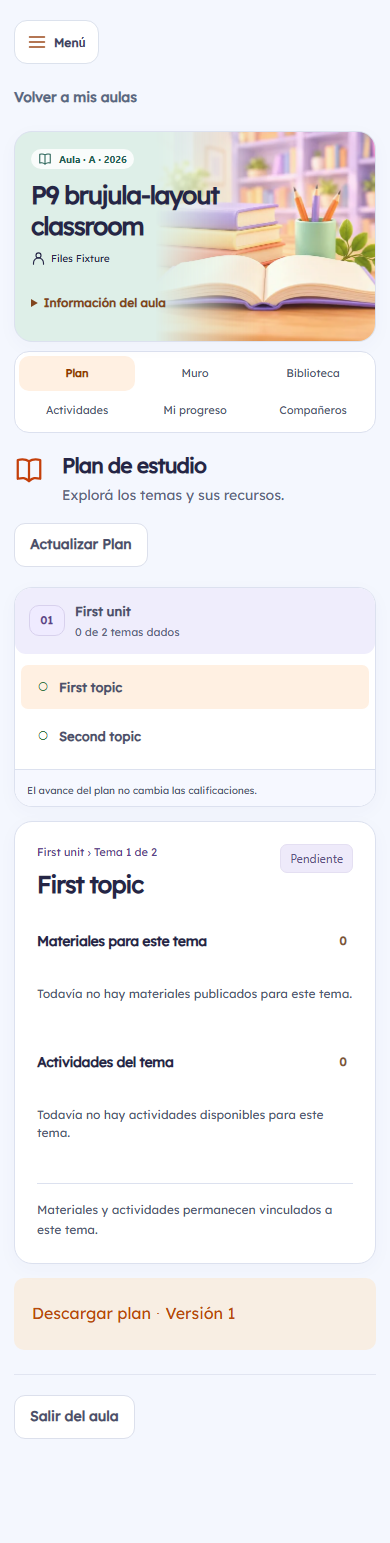 Menú
Volver a mis aulas
Aula · A · 2026
P9 brujula-layout
classroom
Files Fixture
Información del aula
Plan
Muro
Biblioteca
Actividades
Mi progreso
Compañeros
Plan de estudio
Explorá los temas y sus recursos.
Actualizar Plan
01
First unit
0 de 2 temas dados
First topic
Second topic
El avance del plan no cambia las calificaciones.
First unit › Tema 1 de 2
Pendiente
First topic
Materiales para este tema
0
Todavía no hay materiales publicados para este tema.
Actividades del tema
0
Todavía no hay actividades disponibles para este
tema.
Materiales y actividades permanecen vinculados a
este tema.
Descargar plan · Versión 1
Salir del aula